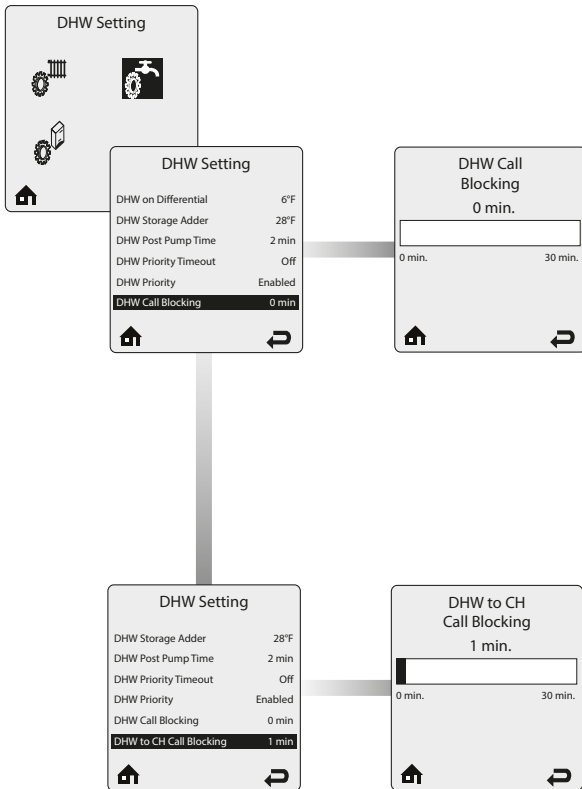 DHW Setting
DHW Setting
DHW on Differential 6°F
DHW Storage Adder 28°F
DHW Post Pump Time 2 min
DHW Priority Timeout Off
DHW Priority Enabled
DHW Call Blocking 0 min
DHW Call
Blocking
0 min.
0 min. 30 min.
DHW Setting
DHW Storage Adder 28°F
DHW Post Pump Time 2 min
DHW Priority Timeout Off
DHW Priority Enabled
DHW Call Blocking 0 min
DHW to CH Call Blocking 1 min
DHW to CH
Call Blocking
1 min.
0 min. 30 min.